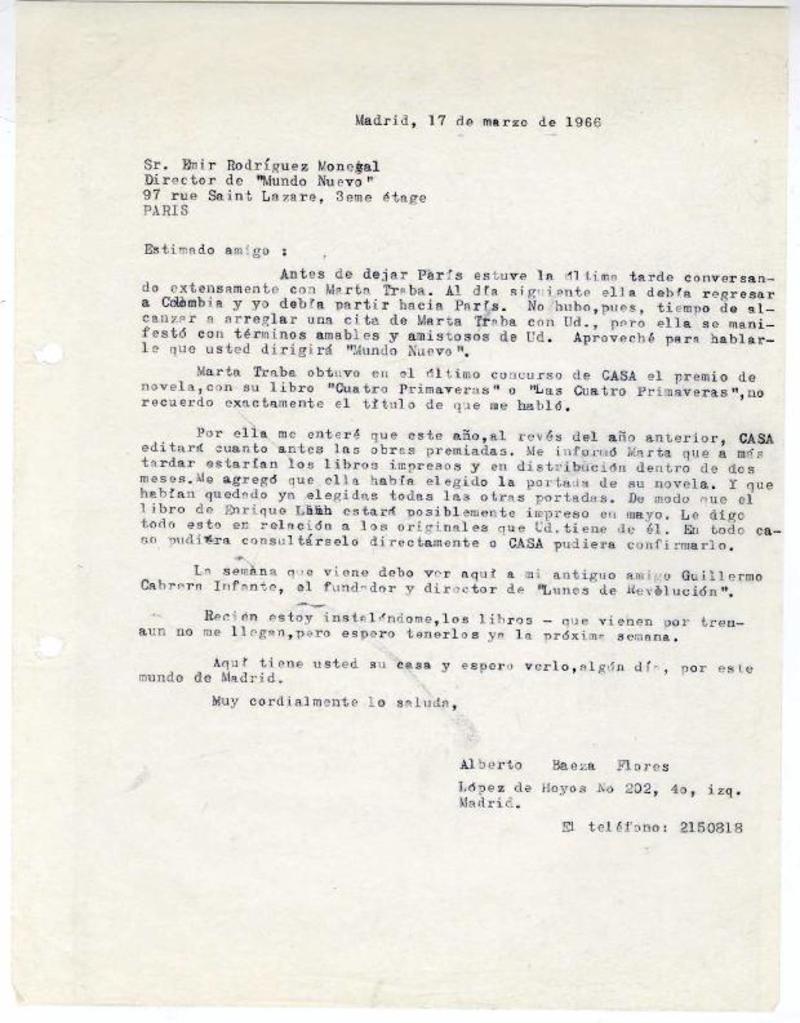 Madrid, 17 de marzo de 1966
Sr. Emir Rodríguez Monegal
Director de "Mundo Nuevo"
97 rue Saint Lazare, 3eme étage
PARIS
Estimado amigo :
Antes de dejar París estuve la última tarde conversan-
do extensamente con Marta Traba. Al día siguiente ella debía regresar
a Colombia y yo debía partir hacia París. No hubo,pues, tiempo de al-
canzar a arreglar una cita de Marta Traba con Ud., pero ella se mani-
festó con términos amables y amistosos de Ud. Aproveché para hablar-
le que usted dirigirá "Mundo Nuevo".
Marta Traba obtuvo en el último concurso de CASA el premio de
novela,con su libro "Cuatro Primaveras" o "Las Cuatro Primaveras",no
recuerdo exactamente el título de que me habló.
Por ella me enteré que este año,al revés del año anterior, CASA
editará cuanto antes las obras premiadas. Me informó Marta que a más
tardar estarían los libros impresos y en distribución dentro de dos
meses.Me agregó que ella había elegido la portada de su novela. Y que
habían quedado ya elegidas todas las otras portadas. De modo que el
libro de Enrique estará posiblemente impreso en mayo. Le digo
todo esto en relación a los originales que Ud.tiene de él. En todo ca-
so pudiera consultárselo directamente o CASA pudiera confirmarlo.
La semana que viene debo ver aquí a mi antiguo amigo Guillermo
Cabrera Infante, el fundador y director de "Lunes de Revolución".
Recién estoy instalándome,los libros - que vienen por tren-
aun no me llegan,pero espero tenerlos ya la próxima semana.
Aquí tiene usted su casa y espero verlo,algún día, por este
mundo de Madrid.
Muy cordialmente lo saluda,
Alberto Baeza Flores
López de Hoyos No 202, 4o, izq.
Madrid.
El teléfono: 2150818